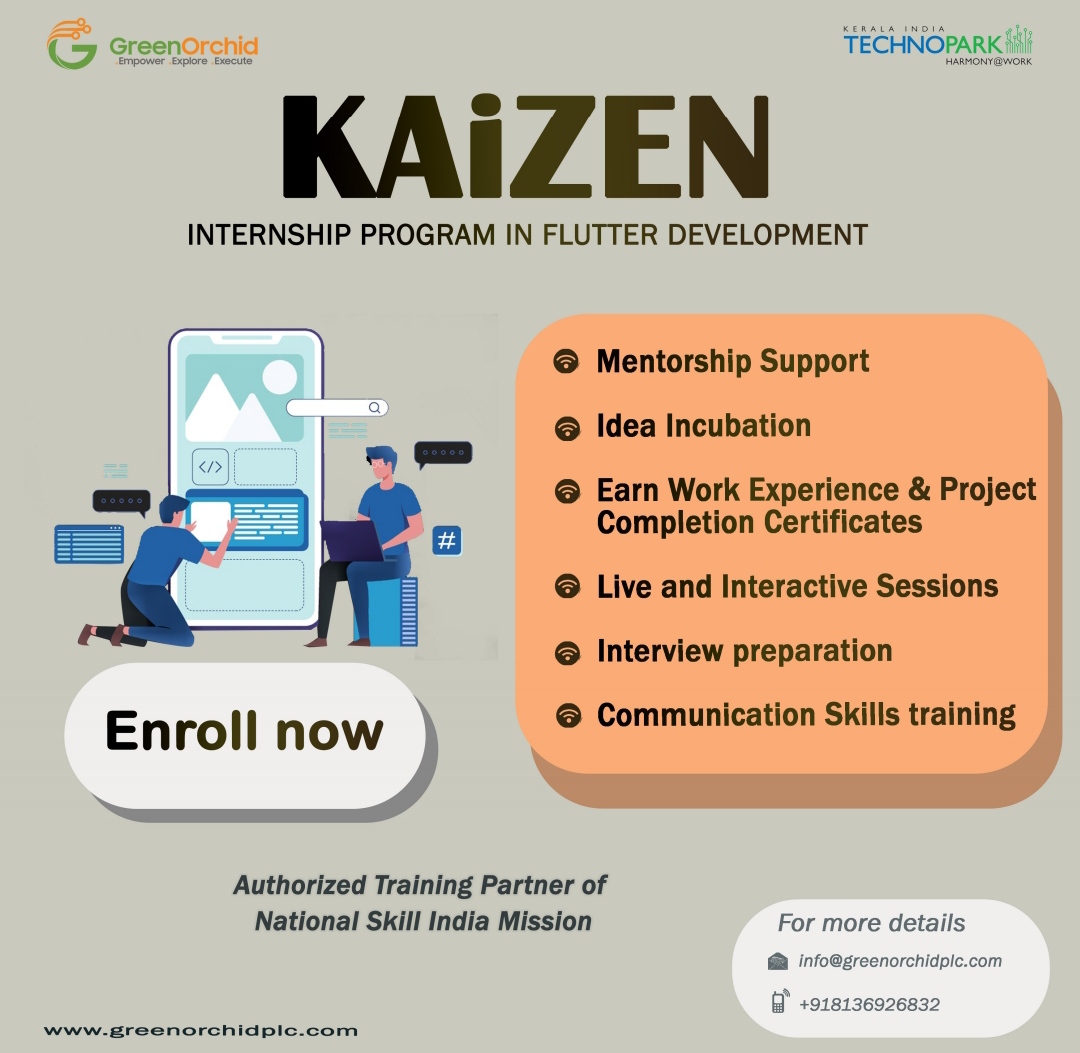 GreenOrchid
.Empower .Explore .Execute
KERALA INDIA
TECHNOPARK
HARMONY@WORK
KAiZEN
INTERNSHIP PROGRAM IN FLUTTER DEVELOPMENT
Mentorship Support
Idea Incubation
Earn Work Experience & Project
Completion Certificates
Live and Interactive Sessions
Interview preparation
Communication Skills training
</>
#
Enroll now
Authorized Training Partner of
National Skill India Mission
For more details
info@greenorchidplc.com
+918136926832
www.greenorchidplc.com